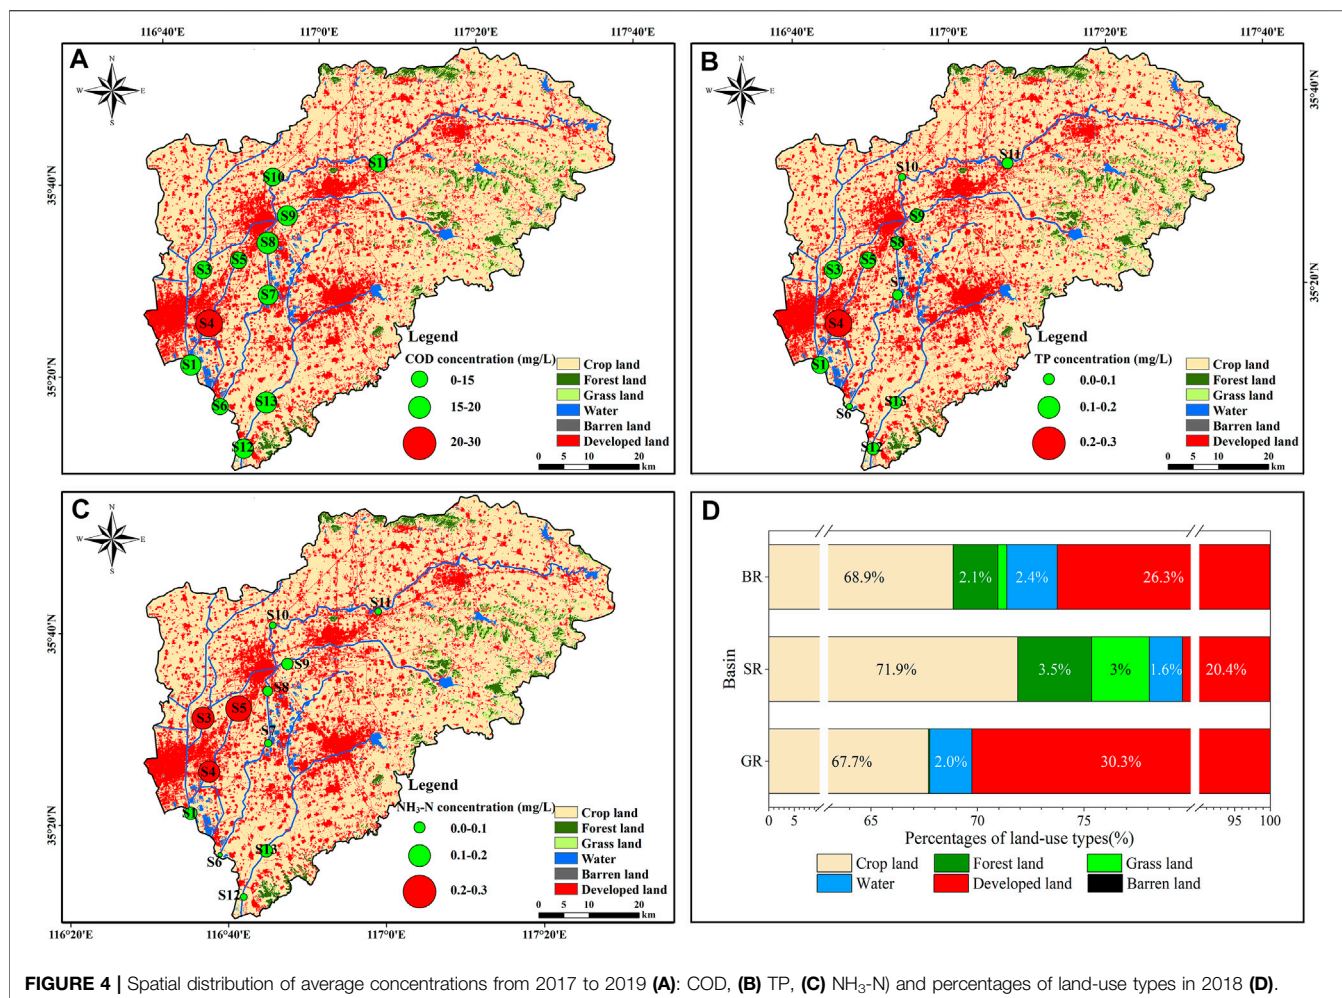 116°40'E 117°0'E 117°20'E 117°40'E
116°40'E 117°0'E 117°20'E 117°40'E
A
N
W E
S
35°40'N
35°20'N
S11
S10
S9
S8
S5
S3
S7
S4
S1
S6
S13
S12
Legend
COD concentration (mg/L)
0-15
15-20
20-30
Crop land
Forest land
Grass land
Water
Barren land
Developed land
0 5 10 20
km
B
N
W E
S
35°40'N
35°20'N
S11
S10
S9
S8
S5
S3
S7
S4
S1
S6
S13
S12
Legend
TP concentration (mg/L)
0.0-0.1
0.1-0.2
0.2-0.3
Crop land
Forest land
Grass land
Water
Barren land
Developed land
0 5 10 20
km
C
N
W E
S
35°40'N
35°20'N
S11
S10
S9
S8
S5
S3
S7
S4
S1
S6
S13
S12
Legend
NH₃-N concentration (mg/L)
0.0-0.1
0.1-0.2
0.2-0.3
Crop land
Forest land
Grass land
Water
Barren land
Developed land
0 5 10 20
km
116°20'E 116°40'E 117°0'E 117°20'E
D
Basin
BR 68.9% 2.1% 2.4% 26.3%
SR 71.9% 3.5% 3% 1.6% 20.4%
GR 67.7% 2.0% 30.3%
0 5 65 70 75 95 100
Percentages of land-use types(%)
Crop land Forest land Grass land
Water Developed land Barren land
FIGURE 4 | Spatial distribution of average concentrations from 2017 to 2019 (A): COD, (B) TP, (C) NH₃-N) and percentages of land-use types in 2018 (D).